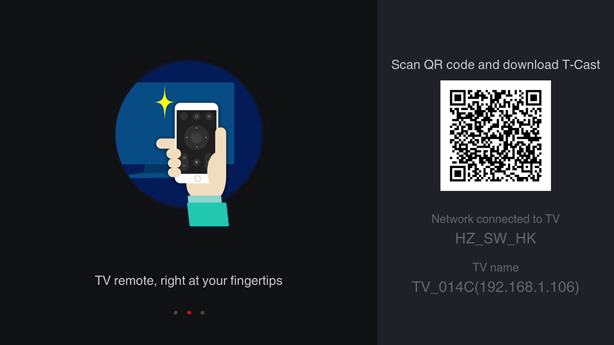 Scan QR code and download T-Cast
Network connected to TV
HZ_SW_HK
TV name
TV_014C(192.168.1.106)
TV remote, right at your fingertips